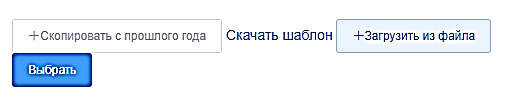 +Скопировать с прошлого года Скачать шаблон +Загрузить из файла
Выбрать